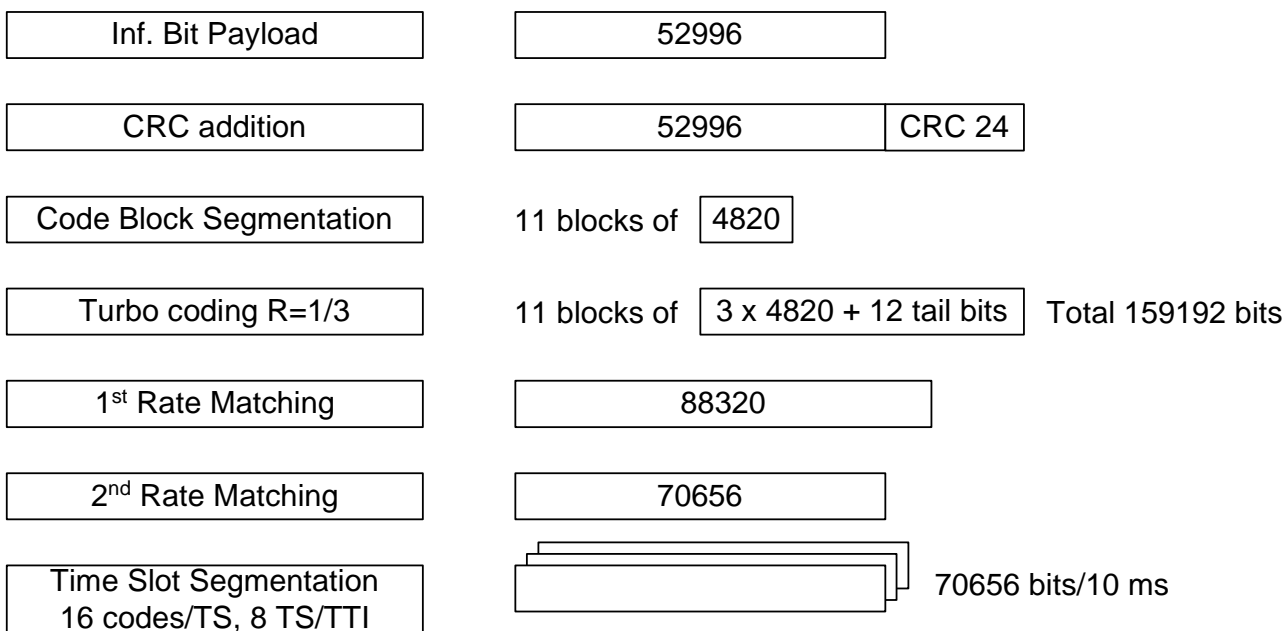 Inf. Bit Payload 52996
CRC addition 52996 CRC 24
Code Block Segmentation 11 blocks of 4820
Turbo coding R=1/3 11 blocks of 3 x 4820 + 12 tail bits Total 159192 bits
1st Rate Matching 88320
2nd Rate Matching 70656
Time Slot Segmentation
16 codes/TS, 8 TS/TTI
70656 bits/10 ms